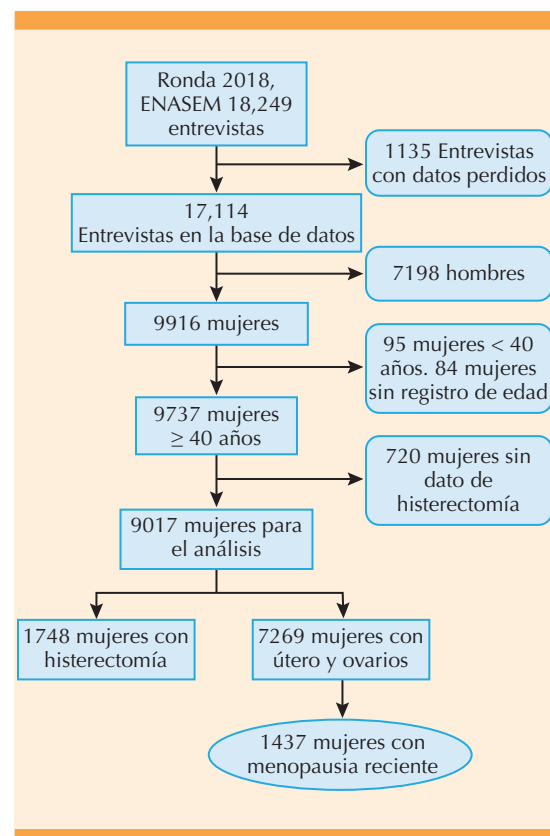 Ronda 2018,
ENASEM 18,249
entrevistas
1135 Entrevistas
con datos perdidos
17,114
Entrevistas en la base de datos
7198 hombres
9916 mujeres
95 mujeres < 40
años. 84 mujeres
sin registro de edad
9737 mujeres
≥ 40 años
720 mujeres sin
dato de
histerectomía
9017 mujeres para
el análisis
1748 mujeres con
histerectomía
7269 mujeres con
útero y ovarios
1437 mujeres con
menopausia reciente